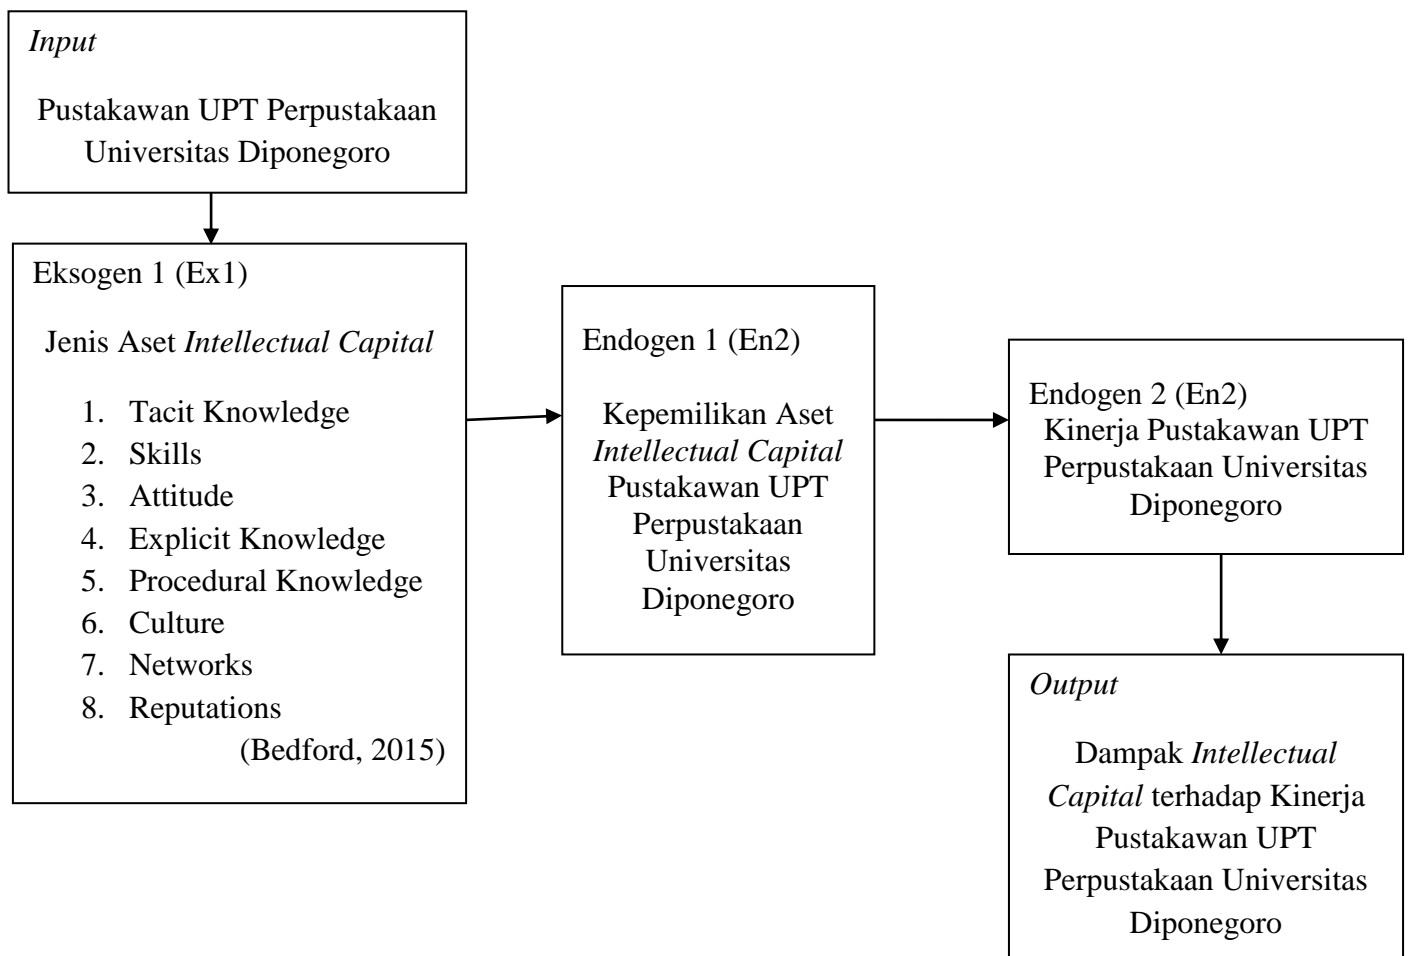 Input
Pustakawan UPT Perpustakaan
Universitas Diponegoro
Eksogen 1 (Ex1)
Jenis Aset Intellectual Capital
1. Tacit Knowledge
2. Skills
3. Attitude
4. Explicit Knowledge
5. Procedural Knowledge
6. Culture
7. Networks
8. Reputations
(Bedford, 2015)
Endogen 1 (En2)
Kepemilikan Aset
Intellectual Capital
Pustakawan UPT
Perpustakaan
Universitas
Diponegoro
Endogen 2 (En2)
Kinerja Pustakawan UPT
Perpustakaan Universitas
Diponegoro
Output
Dampak Intellectual
Capital terhadap Kinerja
Pustakawan UPT
Perpustakaan Universitas
Diponegoro